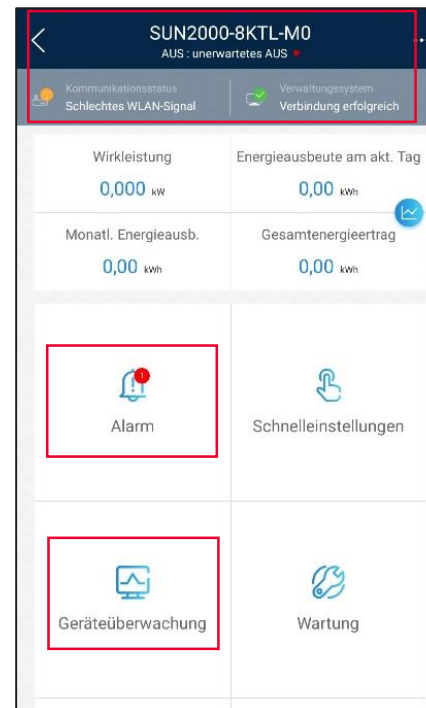 SUN2000-8KTL-M0
AUS : unerwartetes AUS
Kommunikationsstatus
Schlechtes WLAN-Signal
Verwaltungssystem
Verbindung erfolgreich
Wirkleistung
0,000 kW
Energieausbeute am akt. Tag
0,00 kWh
Monatl. Energieausb.
0,00 kWh
Gesamtenergieertrag
0,00 kWh
1
Alarm
Schnelleinstellungen
Geräteüberwachung
Wartung